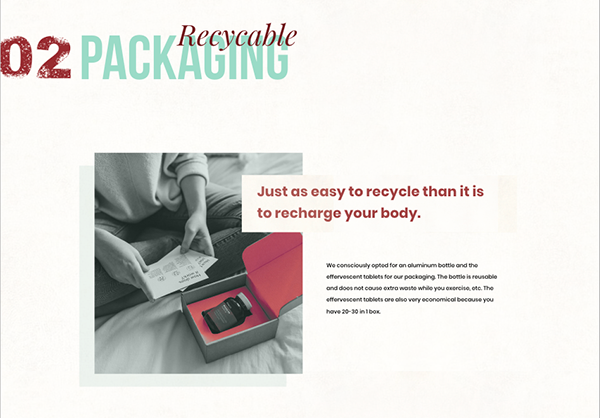 02 PACKAGING
Recycable
Just as easy to recycle than it is
to recharge your body.
We consciously opted for an aluminum bottle and the
effervescent tablets for our packaging. The bottle is reusable
and does not cause extra waste while you exercise, etc. The
effervescent tablets are also very economical because you
have 20-30 in 1 box.